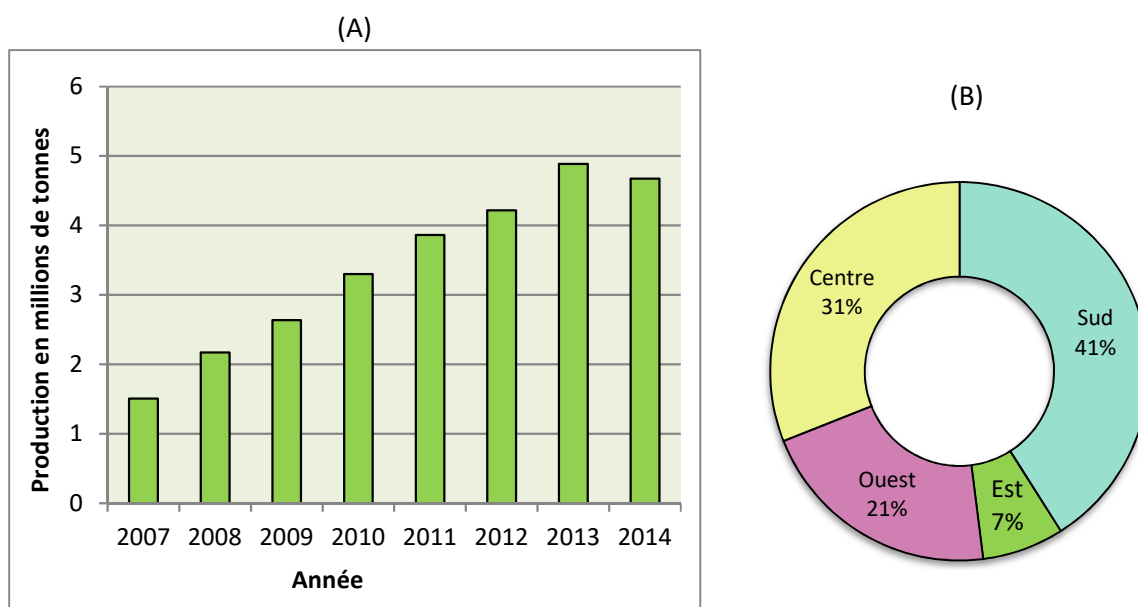 (A)
Production en millions de tonnes
6
5
4
3
2
1
0
2007 2008 2009 2010 2011 2012 2013 2014
Année
(B)
Centre
31%
Sud
41%
Ouest
21%
Est
7%